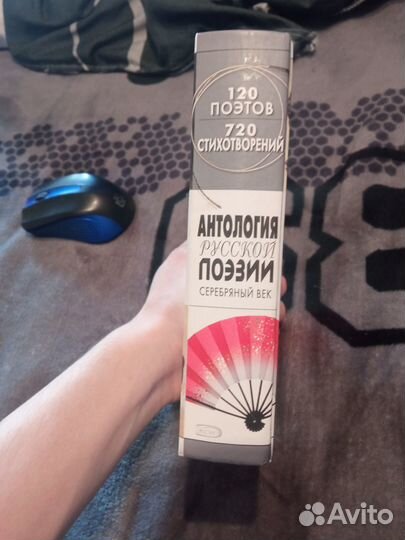 120
ПОЭТОВ
720
СТИХОТВОРЕНИЙ
АНТОЛОГИЯ
РУССКОЙ
ПОЭЗИИ
СЕРЕБРЯНЫЙ ВЕК
Avito